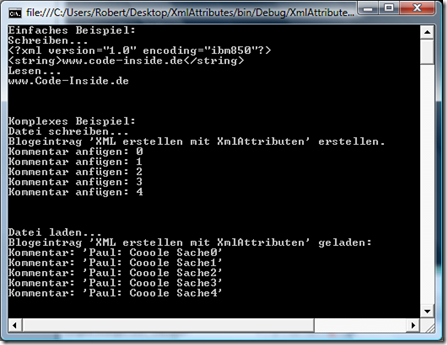 file:///C:/Users/Robert/Desktop/XmlAttributes/bin/Debug/XmlAttribute...
Einfaches Beispiel:
Schreiben...
<?xml version="1.0" encoding="ibm850"?>
<string>www.code-inside.de</string>
Lesen...
www.Code-Inside.de
Komplexes Beispiel:
Datei schreiben...
Blogeintrag 'XML erstellen mit XmlAttributen' erstellen.
Kommentar anfügen: 0
Kommentar anfügen: 1
Kommentar anfügen: 2
Kommentar anfügen: 3
Kommentar anfügen: 4
Datei laden...
Blogeintrag 'XML erstellen mit XmlAttributen' geladen:
Kommentar: 'Paul: Cooole Sache0'
Kommentar: 'Paul: Cooole Sache1'
Kommentar: 'Paul: Cooole Sache2'
Kommentar: 'Paul: Cooole Sache3'
Kommentar: 'Paul: Cooole Sache4'